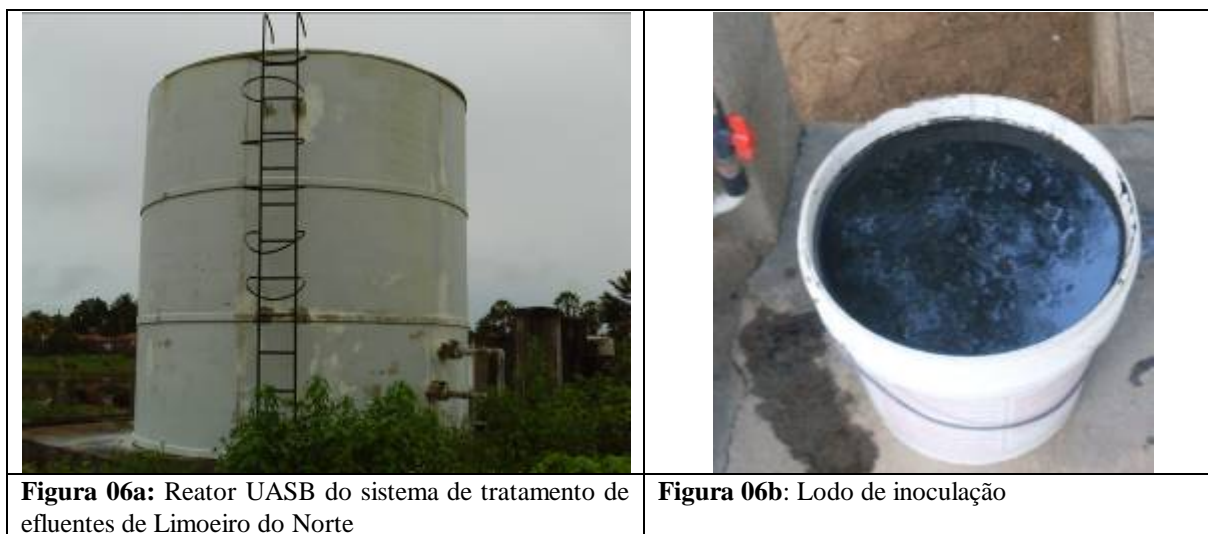 Figura 06a: Reator UASB do sistema de tratamento de
efluentes de Limoeiro do Norte
Figura 06b: Lodo de inoculação